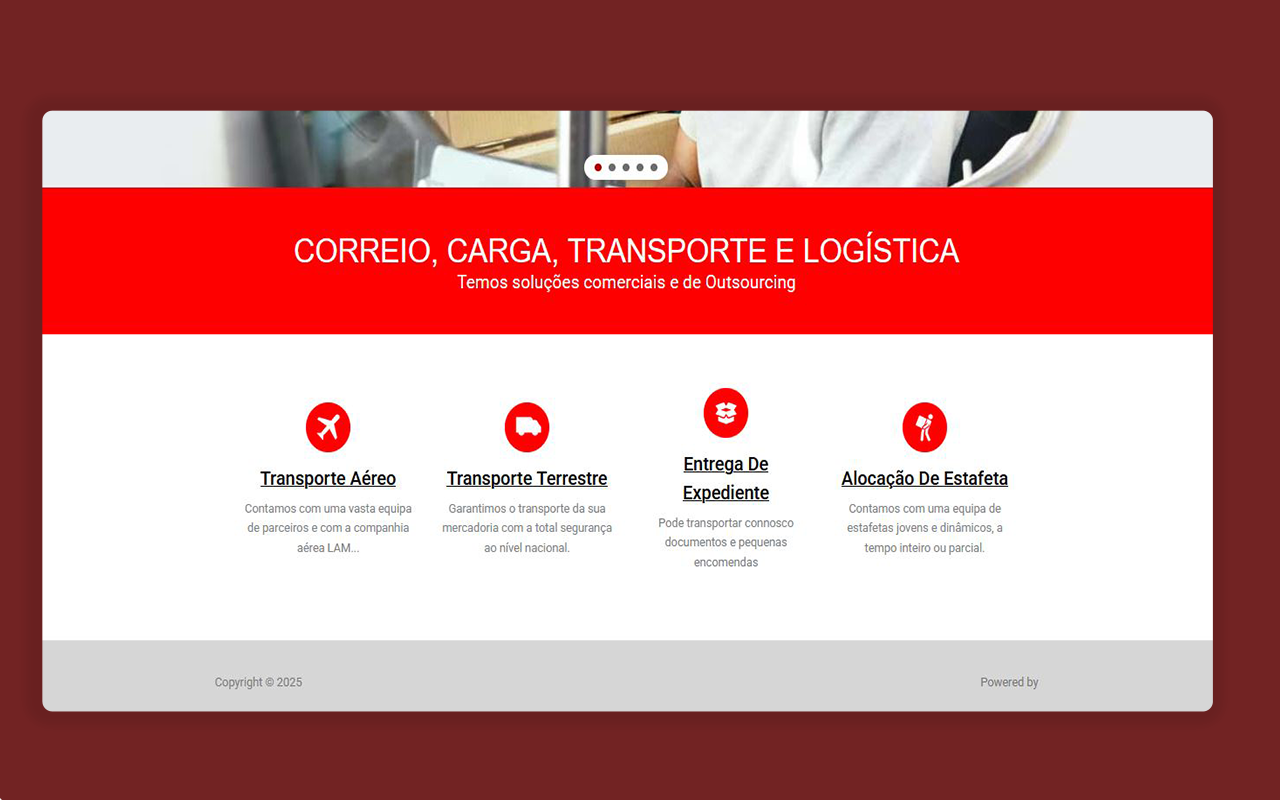 CORREIO, CARGA, TRANSPORTE E LOGÍSTICA
Temos soluções comerciais e de Outsourcing
Transporte Aéreo
Contamos com uma vasta equipa
de parceiros e com a companhia
aérea LAM...
Transporte Terrestre
Garantimos o transporte da sua
mercadoria com a total segurança
ao nível nacional.
Entrega De
Expediente
Pode transportar connosco
documentos e pequenas
encomendas
Alocação De Estafeta
Contamos com uma equipa de
estafetas jovens e dinâmicos, a
tempo inteiro ou parcial.
Copyright © 2025
Powered by